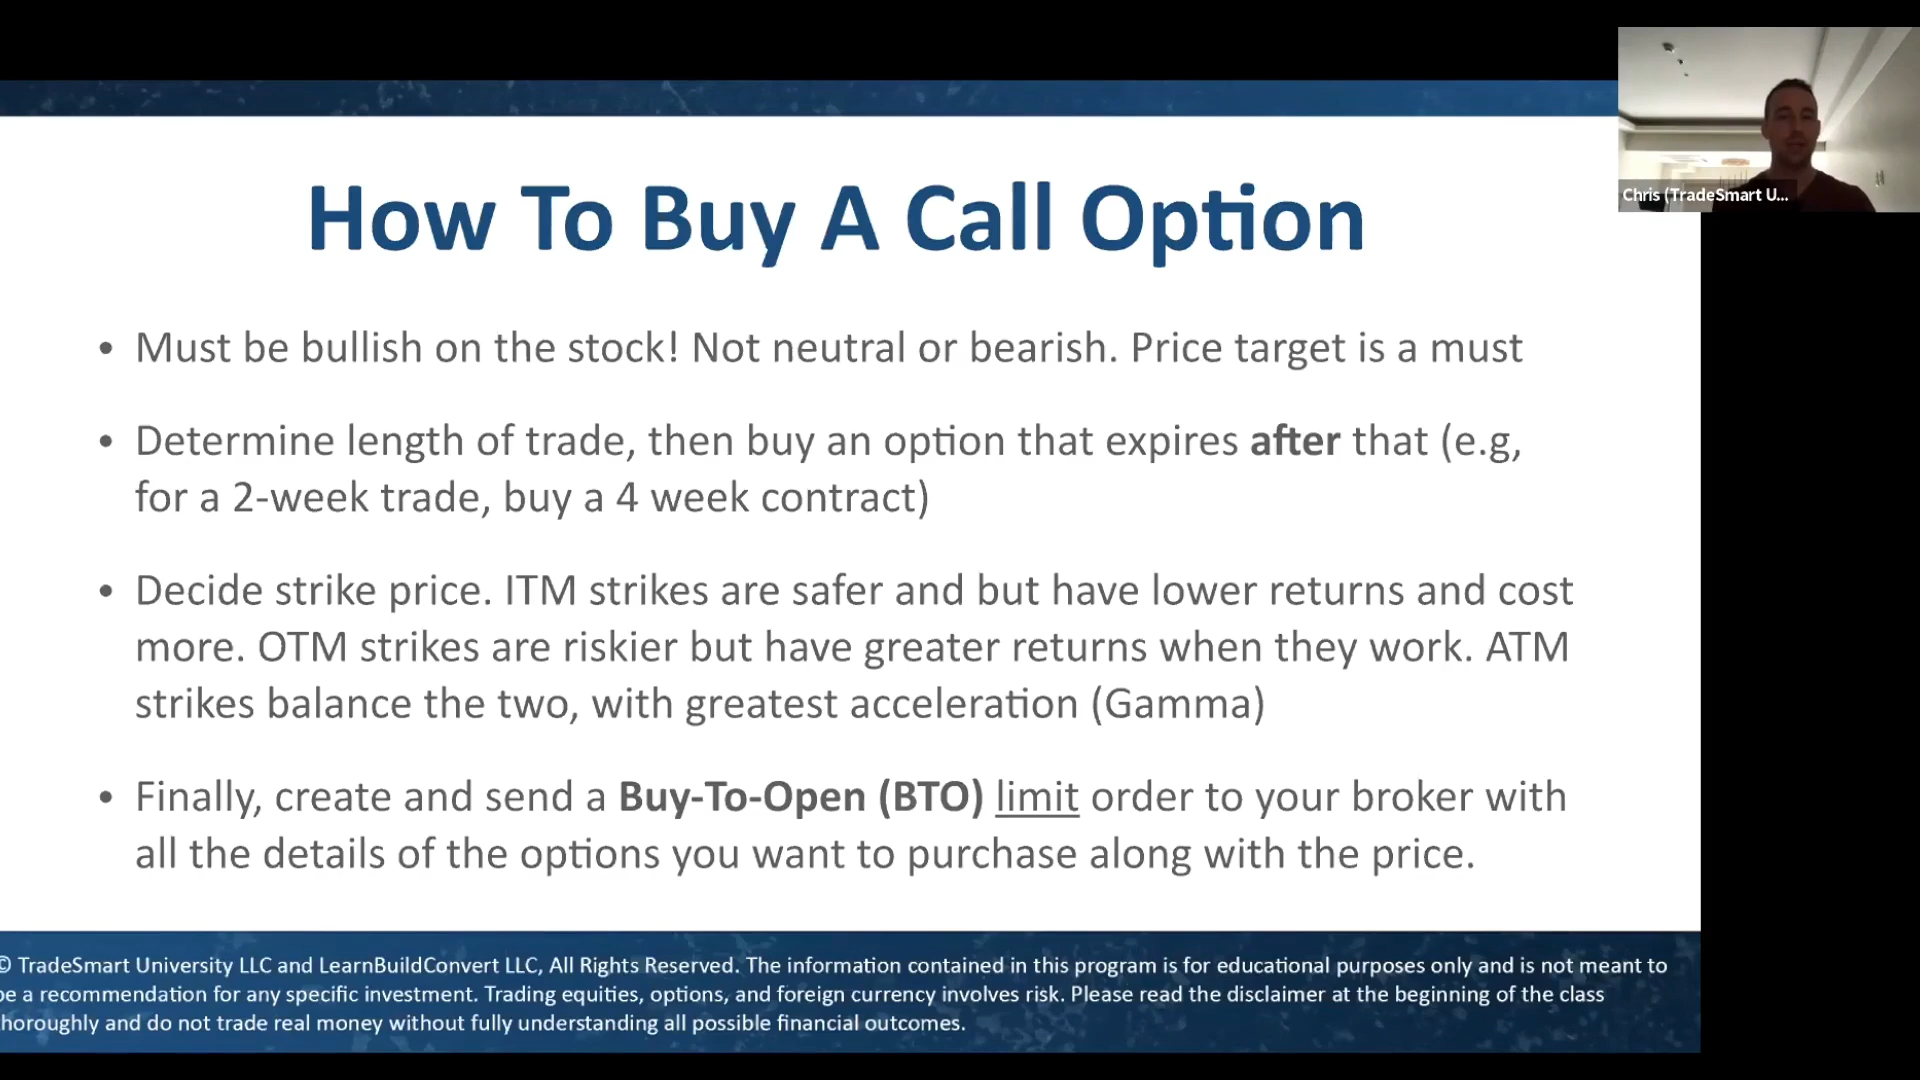 Chris (TradeSmart U...
How To Buy A Call Option
• Must be bullish on the stock! Not neutral or bearish. Price target is a must
• Determine length of trade, then buy an option that expires after that (e.g,
for a 2-week trade, buy a 4 week contract)
• Decide strike price. ITM strikes are safer and but have lower returns and cost
more. OTM strikes are riskier but have greater returns when they work. ATM
strikes balance the two, with greatest acceleration (Gamma)
• Finally, create and send a Buy-To-Open (BTO) limit order to your broker with
all the details of the options you want to purchase along with the price.
© TradeSmart University LLC and LearnBuildConvert LLC, All Rights Reserved. The information contained in this program is for educational purposes only and is not meant to
be a recommendation for any specific investment. Trading equities, options, and foreign currency involves risk. Please read the disclaimer at the beginning of the class
horoughly and do not trade real money without fully understanding all possible financial outcomes.